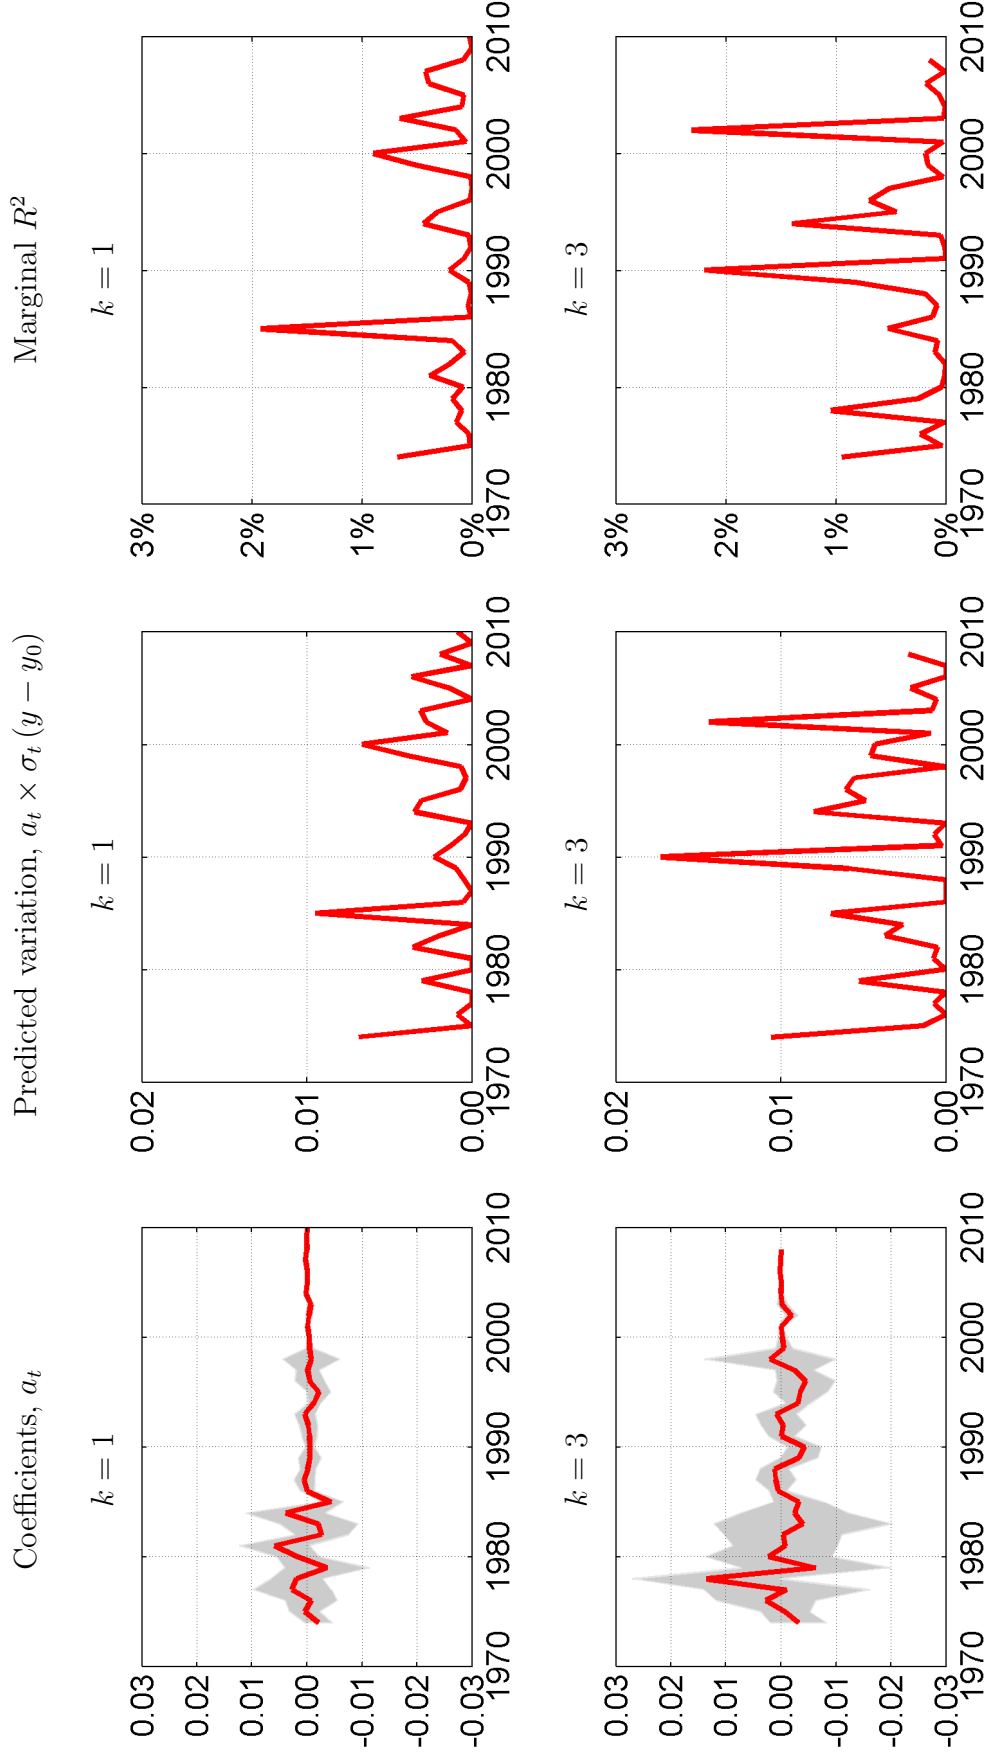 Coefficients, $a_t$
Predicted variation, $a_t \times \sigma_t (y - y_0)$
Marginal $R^2$
k = 1
0.03
0.02
0.01
0.00
-0.01
-0.02
-0.03
1970 1980 1990 2000 2010
k = 1
0.02
0.01
0.00
1970 1980 1990 2000 2010
k = 1
3%
2%
1%
0%
1970 1980 1990 2000 2010
k = 3
0.03
0.02
0.01
0.00
-0.01
-0.02
-0.03
1970 1980 1990 2000 2010
k = 3
0.02
0.01
0.00
1970 1980 1990 2000 2010
k = 3
3%
2%
1%
0%
1970 1980 1990 2000 2010